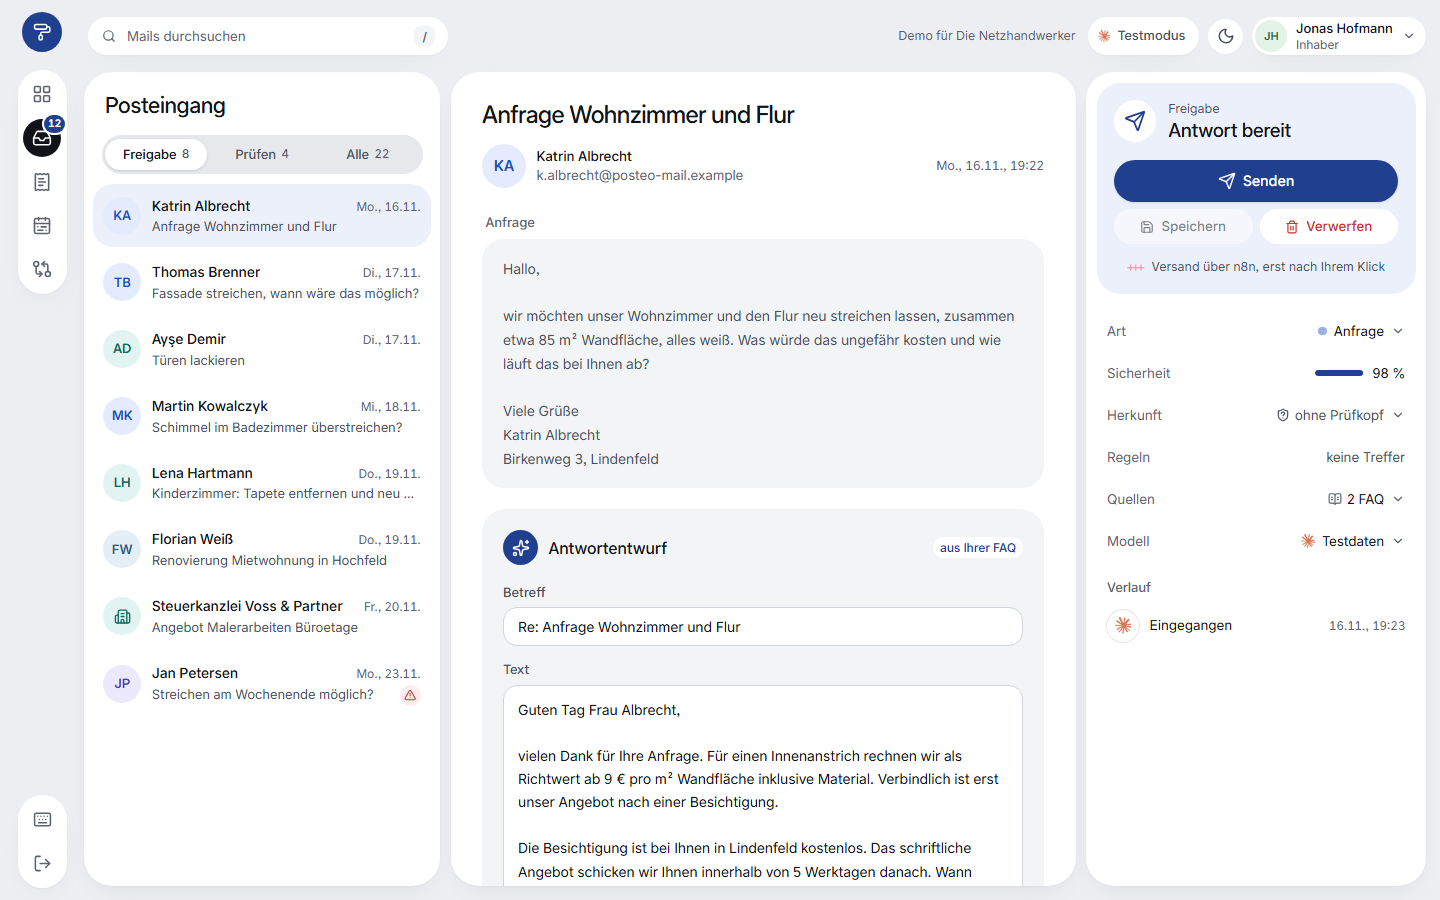 Mails durchsuchen
/
Demo für Die Netzhandwerker
Testmodus
JH
Jonas Hofmann
Inhaber
12
Posteingang
Freigabe 8
Prüfen 4
Alle 22
KA
Katrin Albrecht
Mo., 16.11.
Anfrage Wohnzimmer und Flur
TB
Thomas Brenner
Di., 17.11.
Fassade streichen, wann wäre das möglich?
AD
Ayşe Demir
Di., 17.11.
Türen lackieren
MK
Martin Kowalczyk
Mi., 18.11.
Schimmel im Badezimmer überstreichen?
LH
Lena Hartmann
Do., 19.11.
Kinderzimmer: Tapete entfernen und neu ...
FW
Florian Weiß
Do., 19.11.
Renovierung Mietwohnung in Hochfeld
Steuerkanzlei Voss & Partner
Fr., 20.11.
Angebot Malerarbeiten Büroetage
JP
Jan Petersen
Mo., 23.11.
Streichen am Wochenende möglich?
Anfrage Wohnzimmer und Flur
KA
Katrin Albrecht
k.albrecht@posteo-mail.example
Mo., 16.11., 19:22
Anfrage
Hallo,
wir möchten unser Wohnzimmer und den Flur neu streichen lassen, zusammen
etwa 85 m² Wandfläche, alles weiß. Was würde das ungefähr kosten und wie
läuft das bei Ihnen ab?
Viele Grüße
Katrin Albrecht
Birkenweg 3, Lindenfeld
Antwortentwurf
aus Ihrer FAQ
Betreff
Re: Anfrage Wohnzimmer und Flur
Text
Guten Tag Frau Albrecht,
vielen Dank für Ihre Anfrage. Für einen Innenanstrich rechnen wir als
Richtwert ab 9 € pro m² Wandfläche inklusive Material. Verbindlich ist erst
unser Angebot nach einer Besichtigung.
Die Besichtigung ist bei Ihnen in Lindenfeld kostenlos. Das schriftliche
Angebot schicken wir Ihnen innerhalb von 5 Werktagen danach. Wann
Freigabe
Antwort bereit
Senden
Speichern
Verwerfen
Versand über n8n, erst nach Ihrem Klick
Art
Anfrage
Sicherheit
98 %
Herkunft
ohne Prüfkopf
Regeln
keine Treffer
Quellen
2 FAQ
Modell
Testdaten
Verlauf
Eingegangen
16.11., 19:23